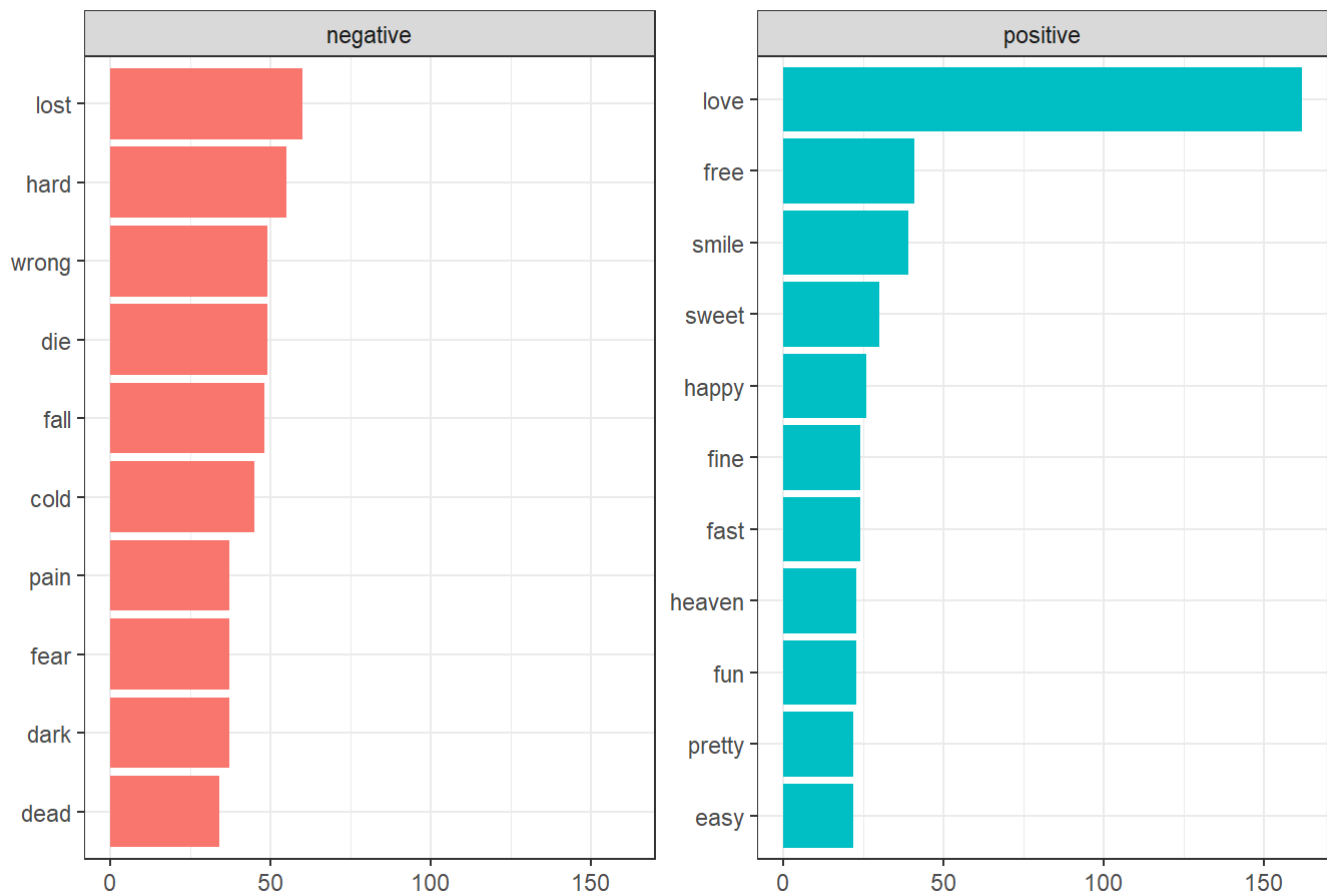 negative
lost
hard
wrong
die
fall
cold
pain
fear
dark
dead
0 50 100 150
positive
love
free
smile
sweet
happy
fine
fast
heaven
fun
pretty
easy
0 50 100 150